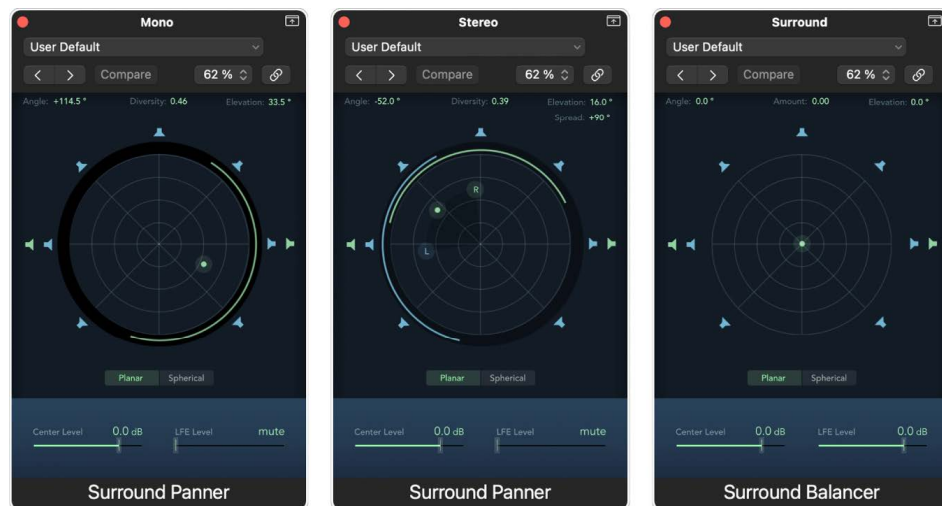 Mono
User Default
Compare 62 %
Angle: +114.5 ° Diversity: 0.46 Elevation: 33.5 °
Planar Spherical
Center Level 0.0 dB LFE Level mute
Surround Panner
Stereo
User Default
Compare 62 %
Angle: -52.0 ° Diversity: 0.39 Elevation: 16.0 °
Spread: +90 °
R
L
Planar Spherical
Center Level 0.0 dB LFE Level mute
Surround Panner
Surround
User Default
Compare 62 %
Angle: 0.0 ° Amount: 0.00 Elevation: 0.0 °
Planar Spherical
Center Level 0.0 dB LFE Level 0.0 dB
Surround Balancer